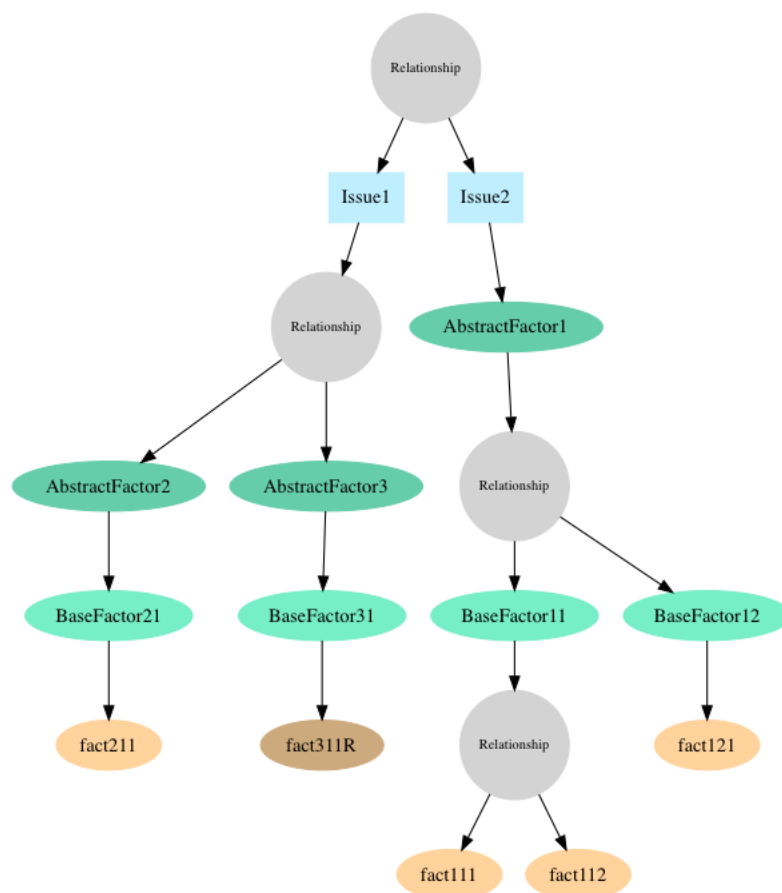 Relationship
Issue1
Issue2
Relationship
AbstractFactor1
AbstractFactor2
AbstractFactor3
Relationship
BaseFactor21
BaseFactor31
BaseFactor11
BaseFactor12
fact211
fact311R
Relationship
fact121
fact111
fact112